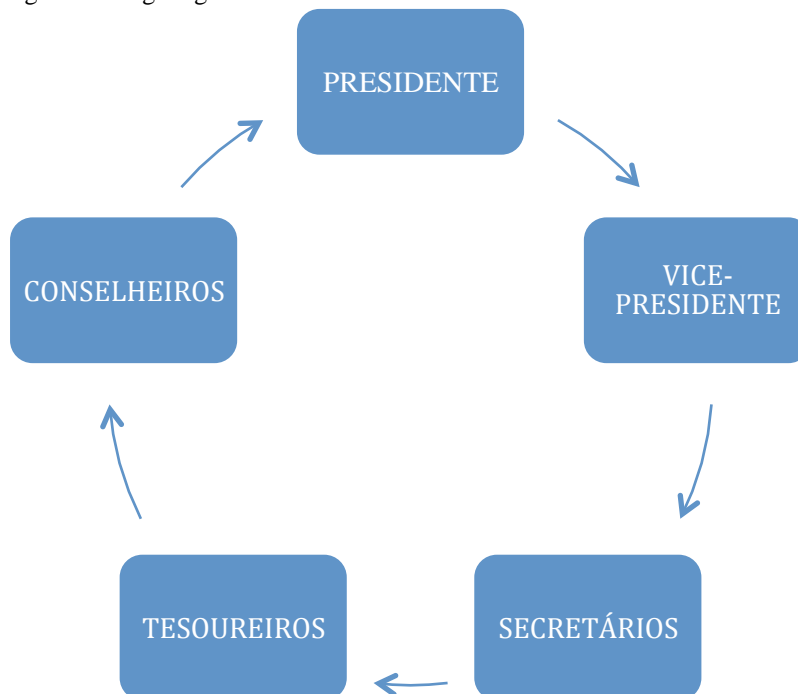 PRESIDENTE
VICE-
PRESIDENTE
SECRETÁRIOS
TESOUREIROS
CONSELHEIROS